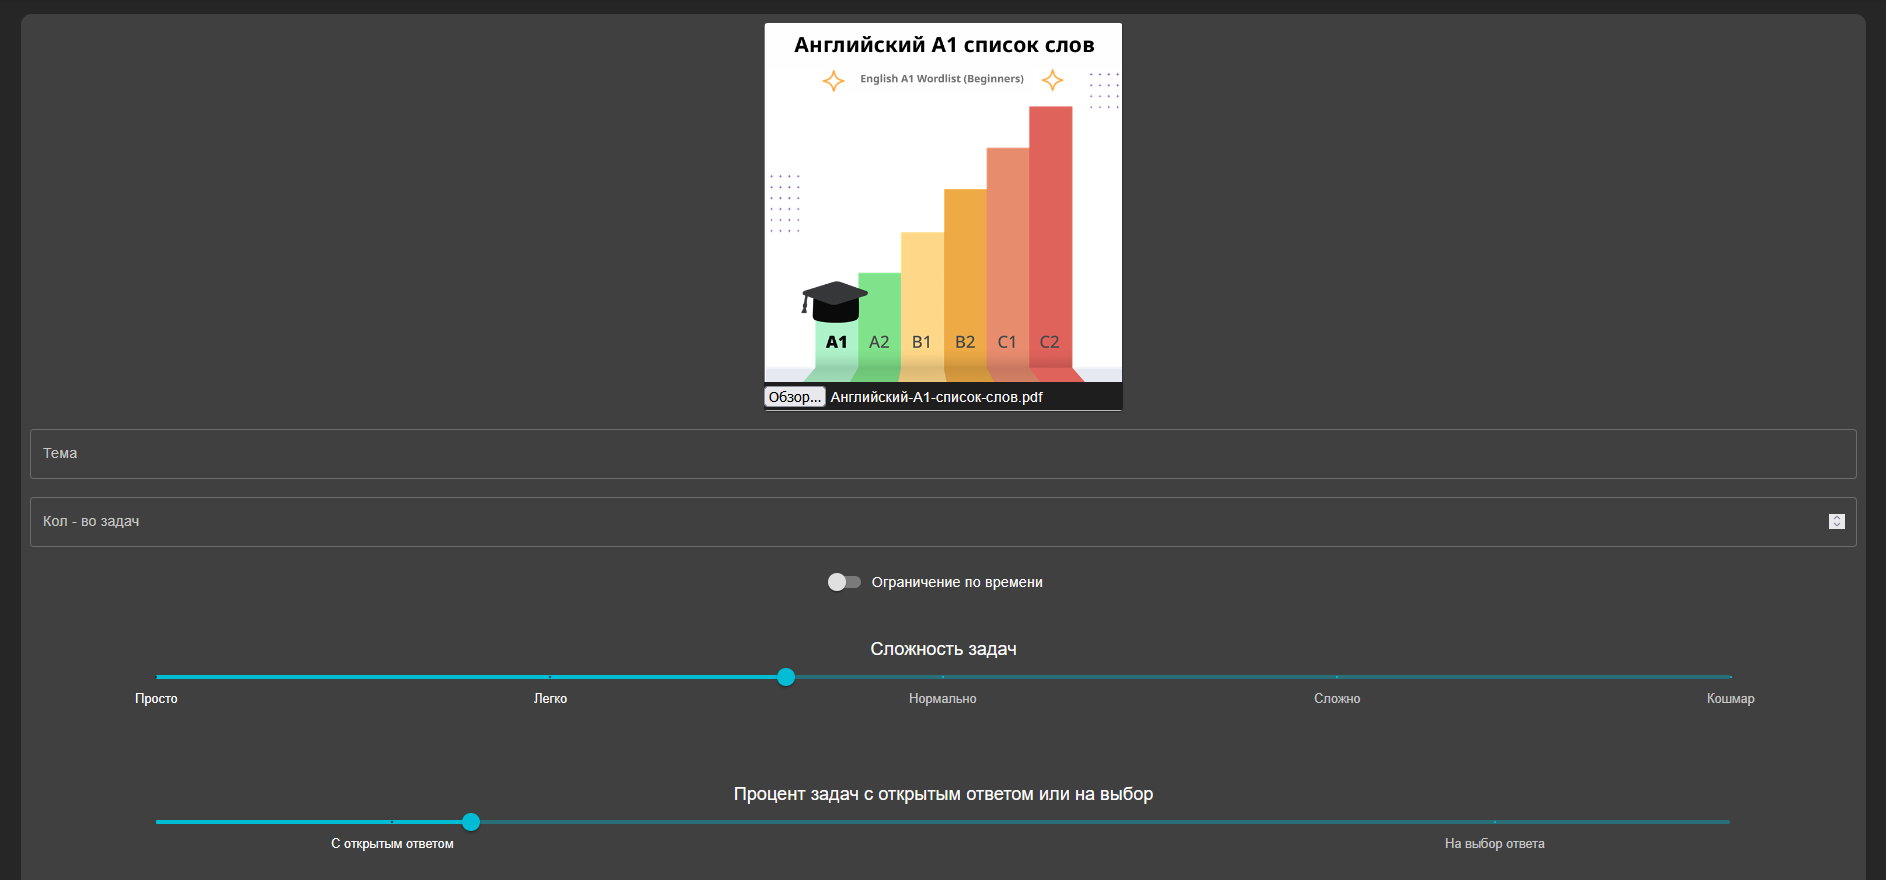 Английский А1 список слов
English A1 Wordlist (Beginners)
A1 A2 B1 B2 C1 C2
Обзор... Английский-А1-список-слов.pdf
Тема
Кол - во задач
Ограничение по времени
Сложность задач
Просто Легко Нормально Сложно Кошмар
Процент задач с открытым ответом или на выбор
С открытым ответом На выбор ответа